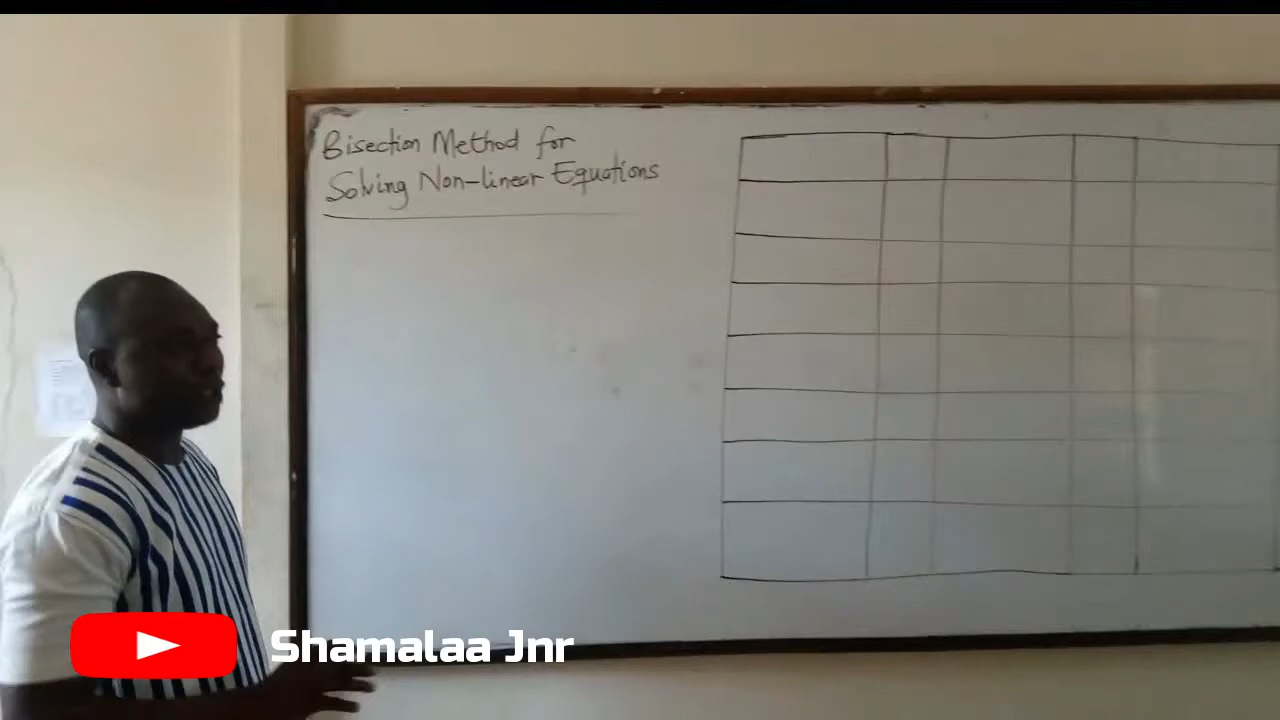 Bisection Method for
Solving Non-linear Equations
Shamalaa Jnr